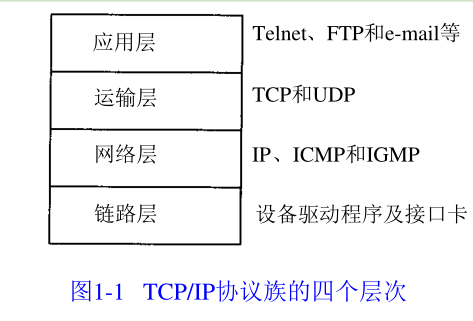 应用层 Telnet、FTP和e-mail等
运输层 TCP和UDP
网络层 IP、ICMP和IGMP
链路层 设备驱动程序及接口卡
图1-1 TCP/IP协议族的四个层次